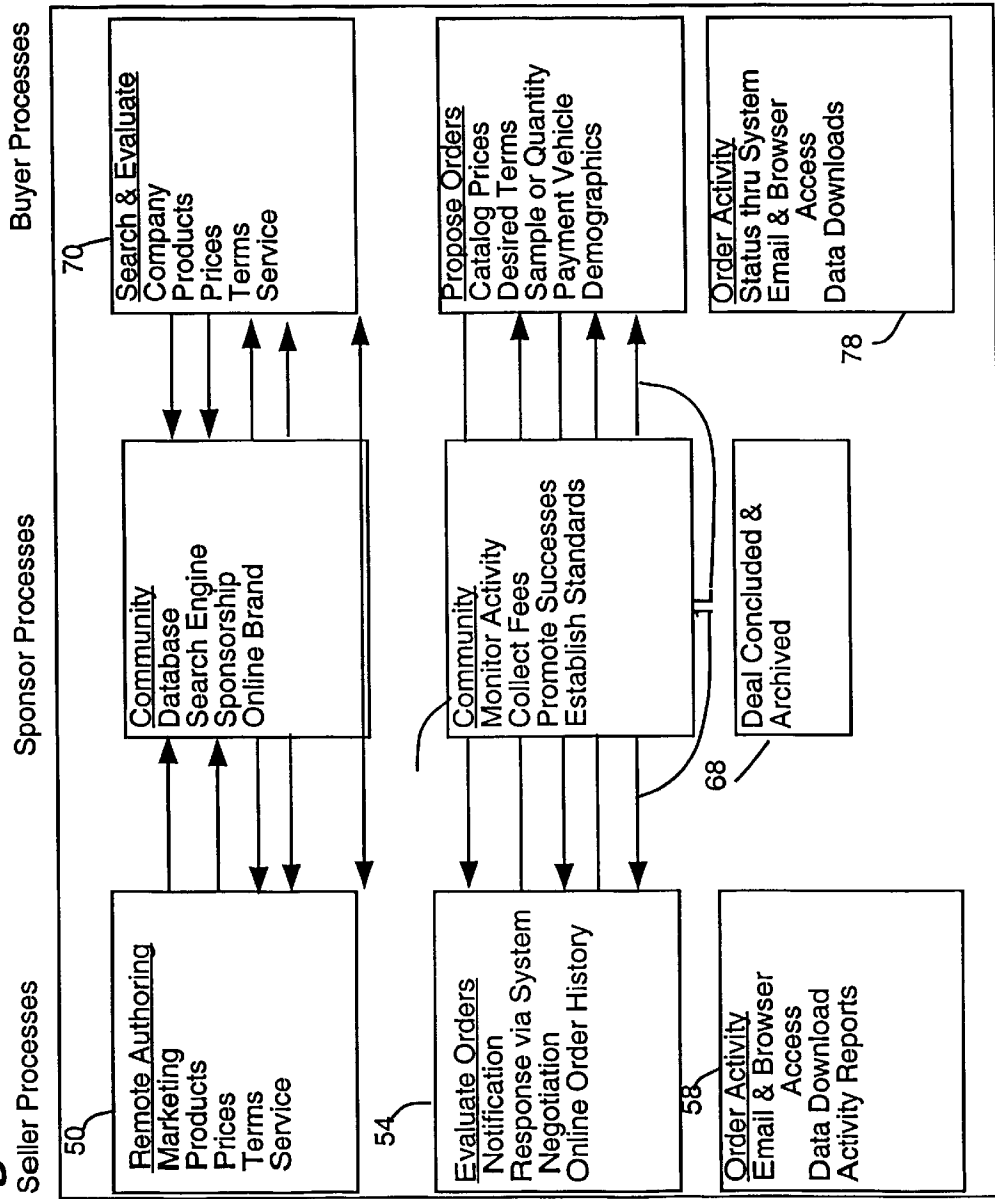 Seller Processes
Sponsor Processes
Buyer Processes
50
Remote Authoring
Marketing
Products
Prices
Terms
Service
Community
Database
Search Engine
Sponsorship
Online Brand
70
Search & Evaluate
Company
Products
Prices
Terms
Service
54
Evaluate Orders
Notification
Response via System
Negotiation
Online Order History
Community
Monitor Activity
Collect Fees
Promote Successes
Establish Standards
Propose Orders
Catalog Prices
Desired Terms
Sample or Quantity
Payment Vehicle
Demographics
58
Order Activity
Email & Browser
Access
Data Download
Activity Reports
68
Deal Concluded &
Archived
78
Order Activity
Status thru System
Email & Browser
Access
Data Downloads